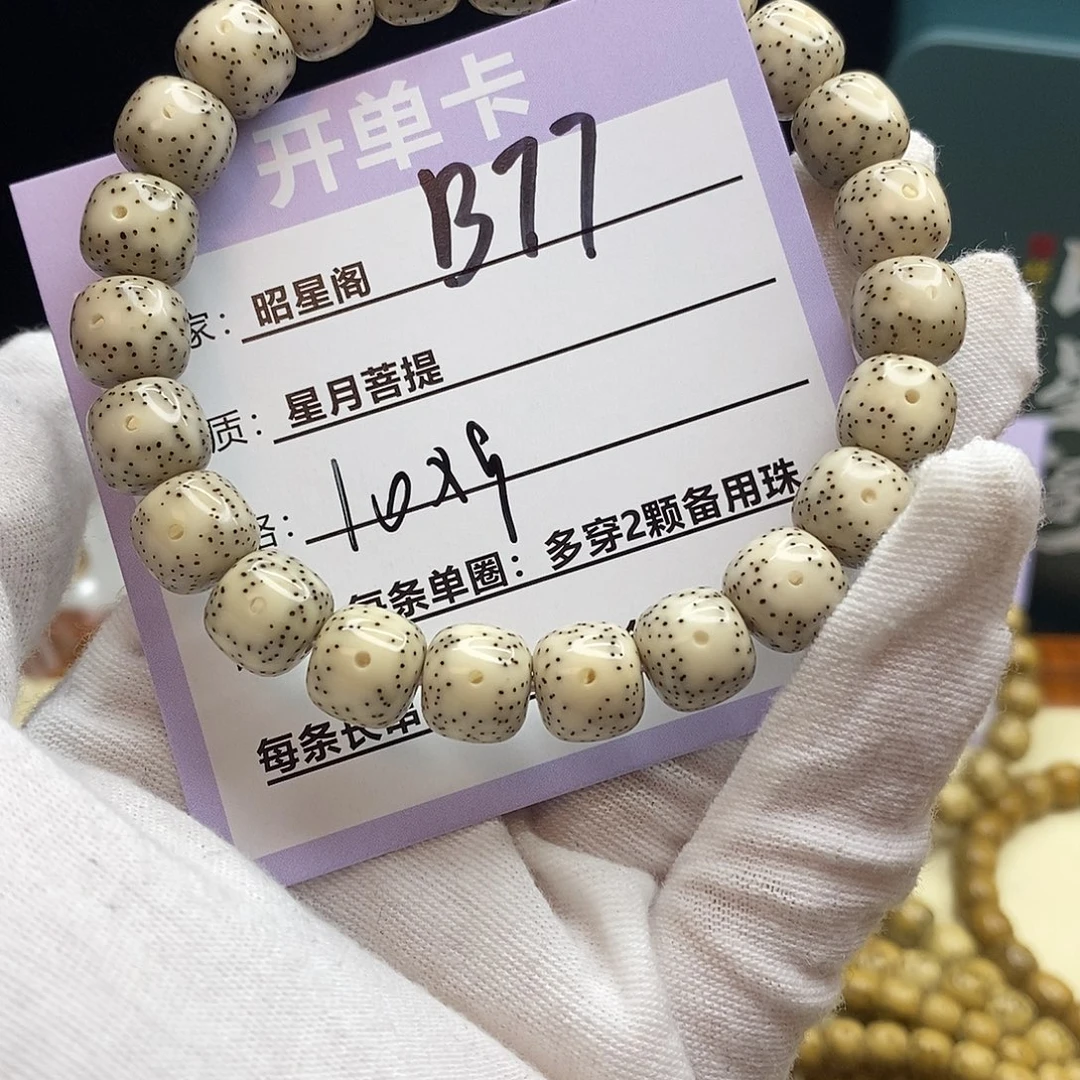 开单卡
B77
家：昭星阁
质：星月菩提
格：10x9
每条单圈：多穿2颗备用珠
每条长串